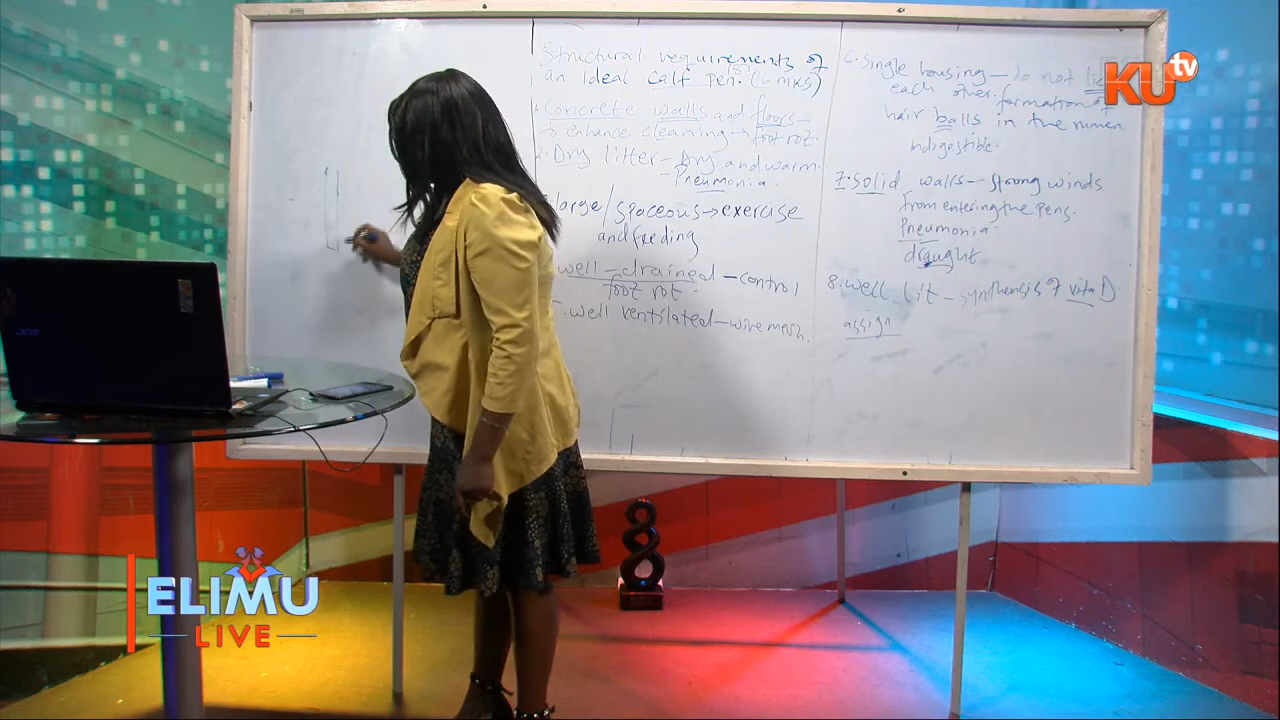 Structural requirements of
an ideal calf pens (6 mks)
Concrete walls and floors –
to enhance cleaning → foot rot.
Dry litter – Dry and warm.
Pneumonia.
large/spaceous → exercise
and feeding
well – drained – control
foot rot.
well ventilated – wire mesh.
6. Single housing – do not
each other. formation of
hair balls in the rumen
indigestible.
7. Solid walls – strong winds
from entering the pens.
Pneumonia.
draught
8. well lit – synthesis of vita D
assign
KU tv
acer
ELIMU
LIVE